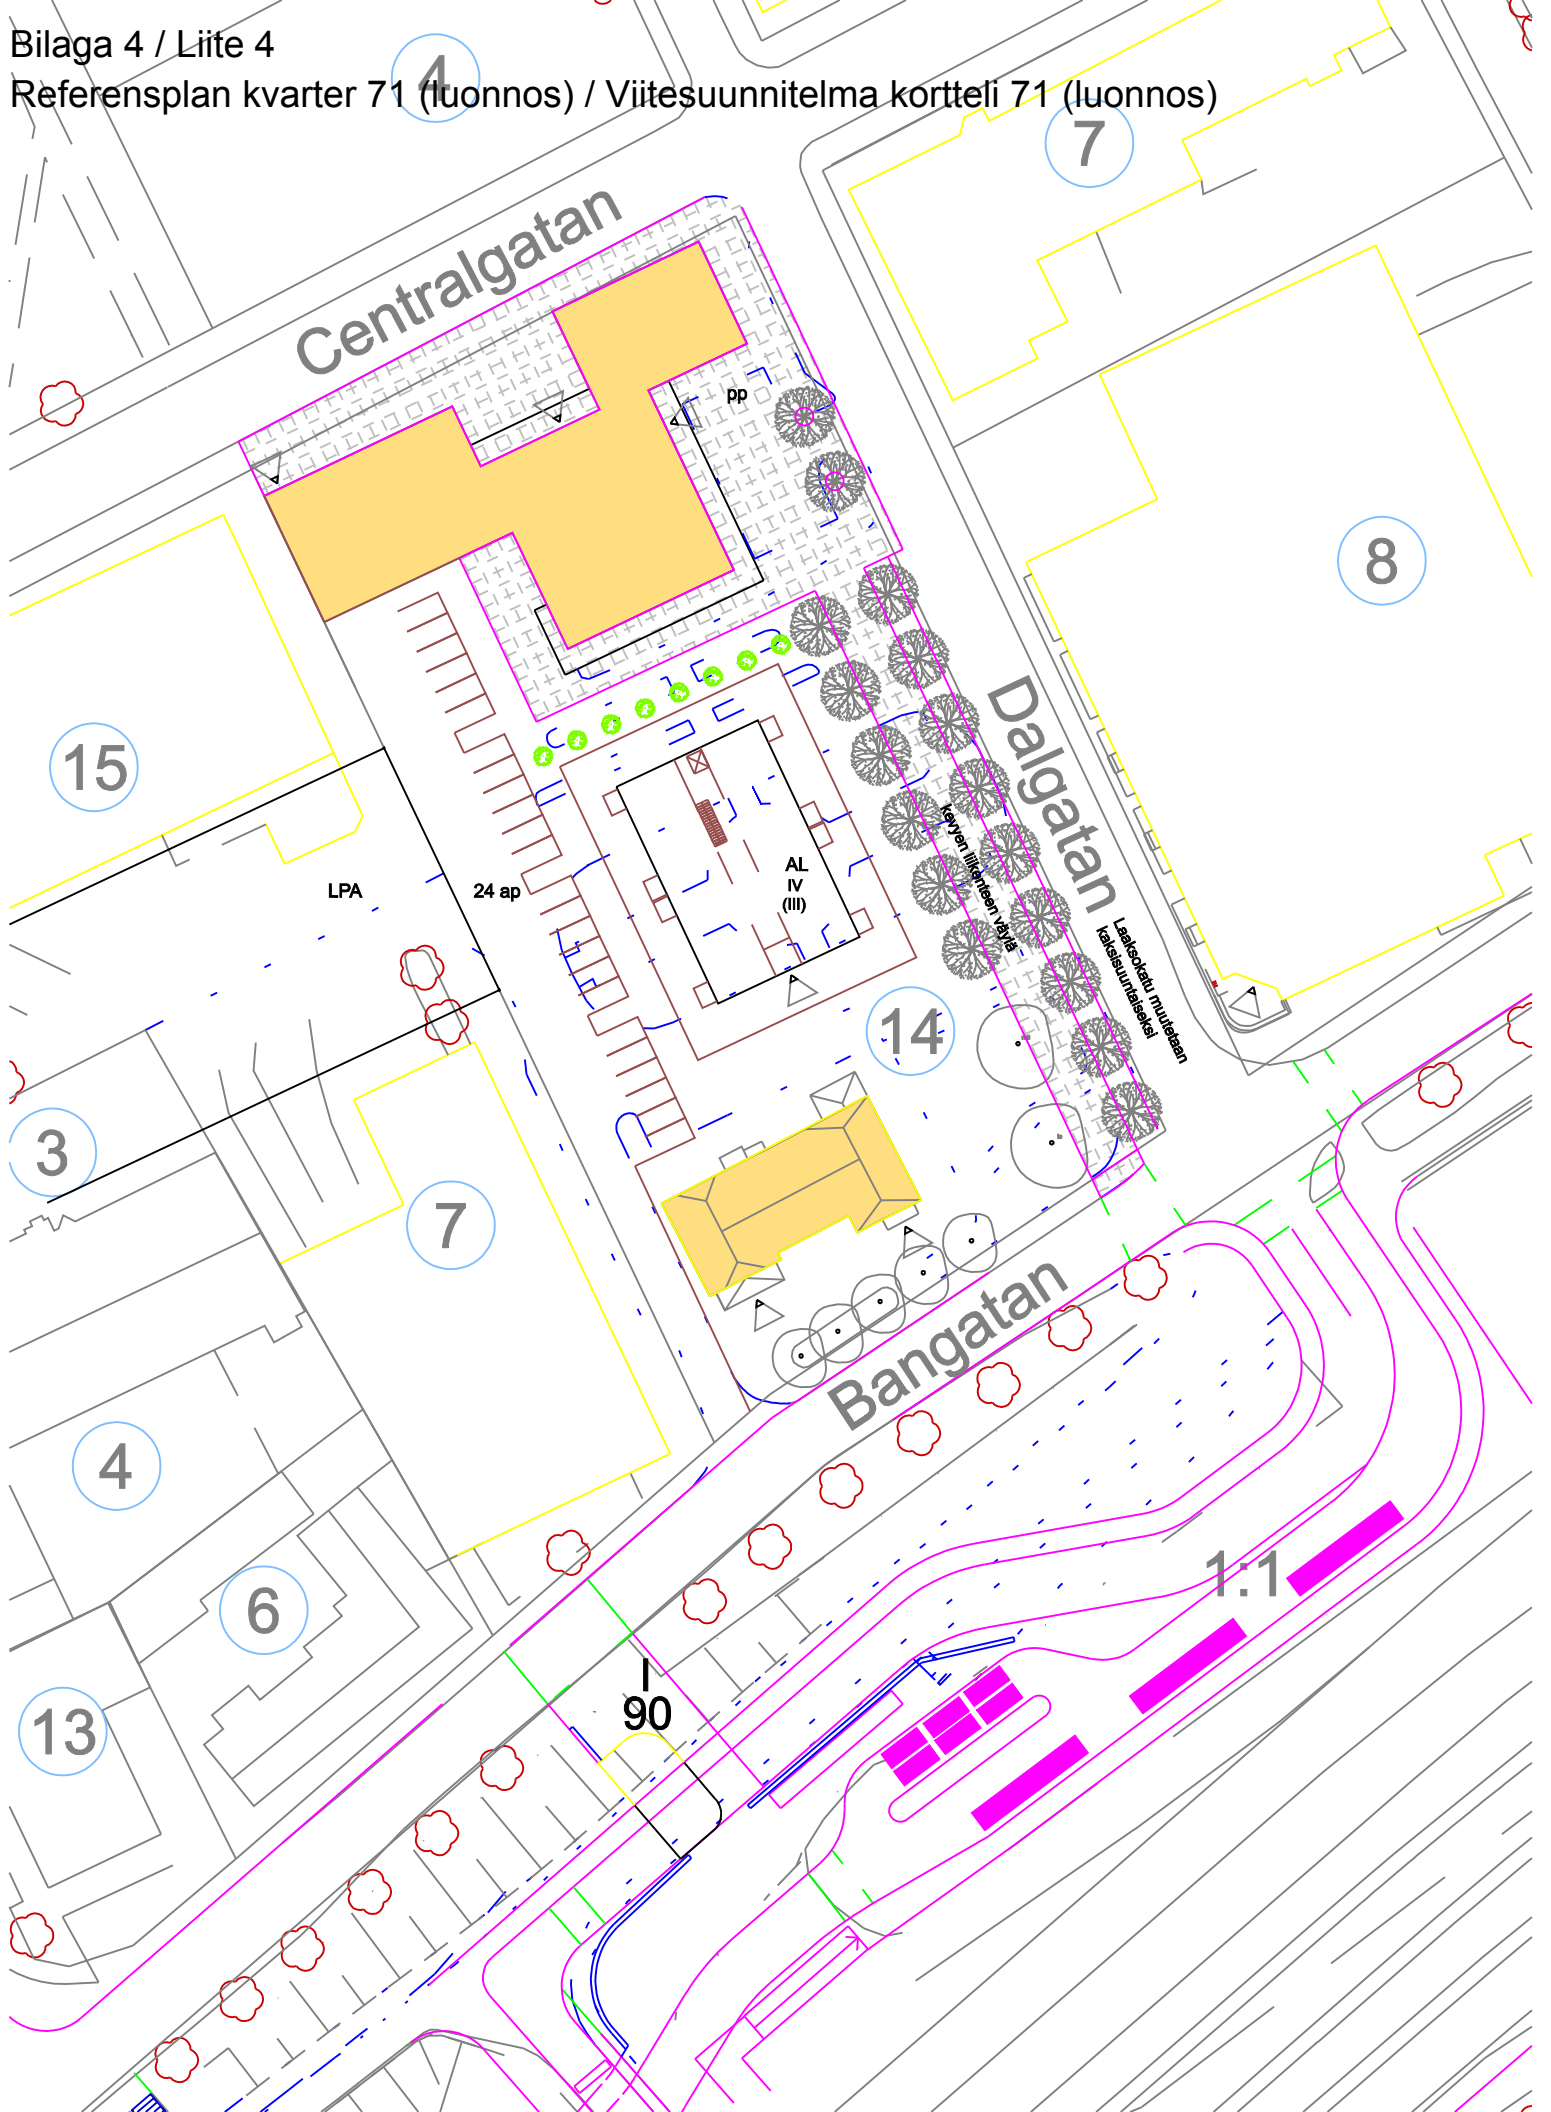 Bilaga 4 / Liite 4
Referensplan kvarter 71 (luonnos) / Viitesuunnitelma kortteli 71 (luonnos)
4
7
Centralgatan
pp
8
Dalgatan
15
LPA
24 ap
AL
IV
(III)
kevyen liikenteen väylä
Laaksokatu muutetaan
kaksisuuntaiseksi
14
3
7
Bangatan
4
6
1:1
90
13